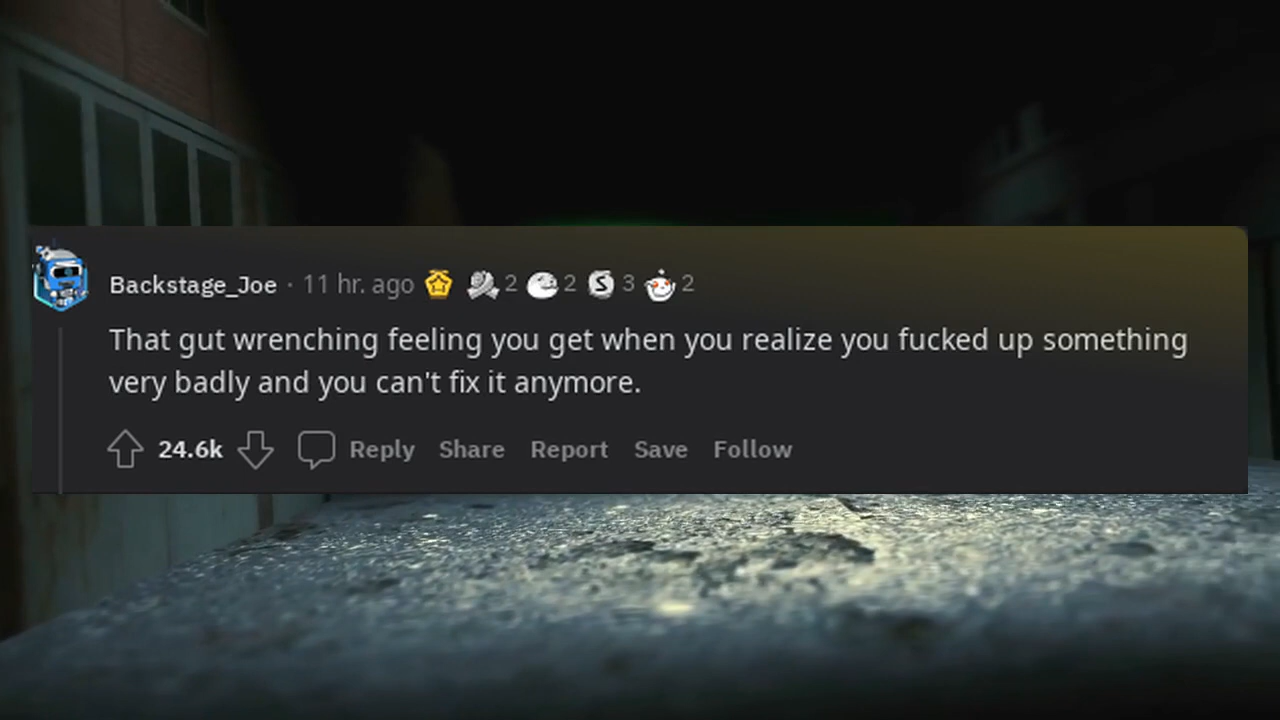 Backstage_Joe · 11 hr. ago 2 2 S 3 2
That gut wrenching feeling you get when you realize you fucked up something
very badly and you can't fix it anymore.
24.6k Reply Share Report Save Follow